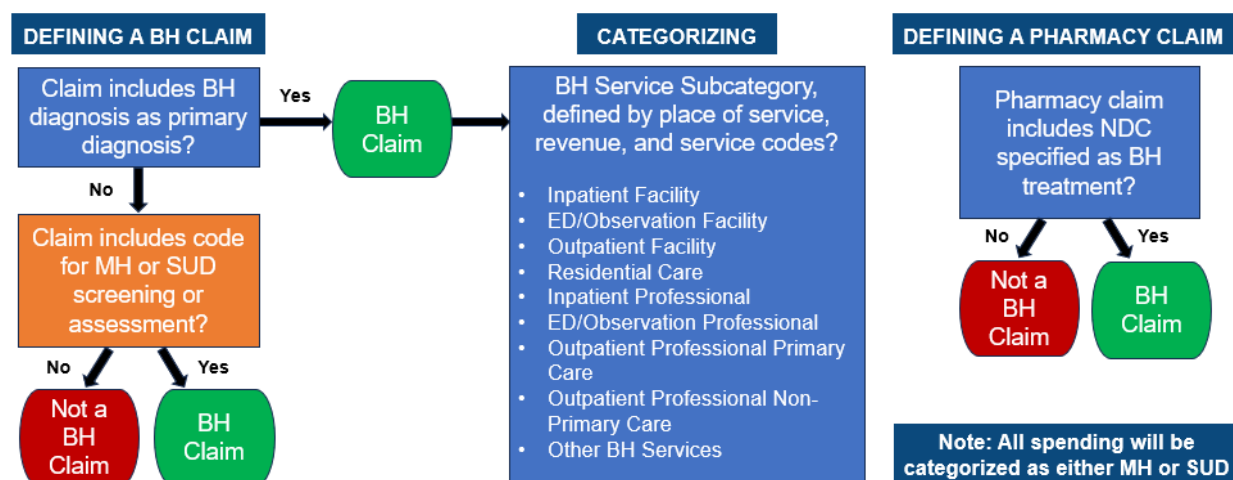 DEFINING A BH CLAIM
Claim includes BH
diagnosis as primary
diagnosis?
Yes
BH
Claim
No
Claim includes code
for MH or SUD
screening or
assessment?
No
Yes
Not a
BH
Claim
BH
Claim
CATEGORIZING
BH Service Subcategory,
defined by place of service,
revenue, and service codes?
• Inpatient Facility
• ED/Observation Facility
• Outpatient Facility
• Residential Care
• Inpatient Professional
• ED/Observation Professional
• Outpatient Professional Primary
Care
• Outpatient Professional Non-
Primary Care
• Other BH Services
DEFINING A PHARMACY CLAIM
Pharmacy claim
includes NDC
specified as BH
treatment?
No
Yes
Not a
BH
Claim
BH
Claim
Note: All spending will be
categorized as either MH or SUD